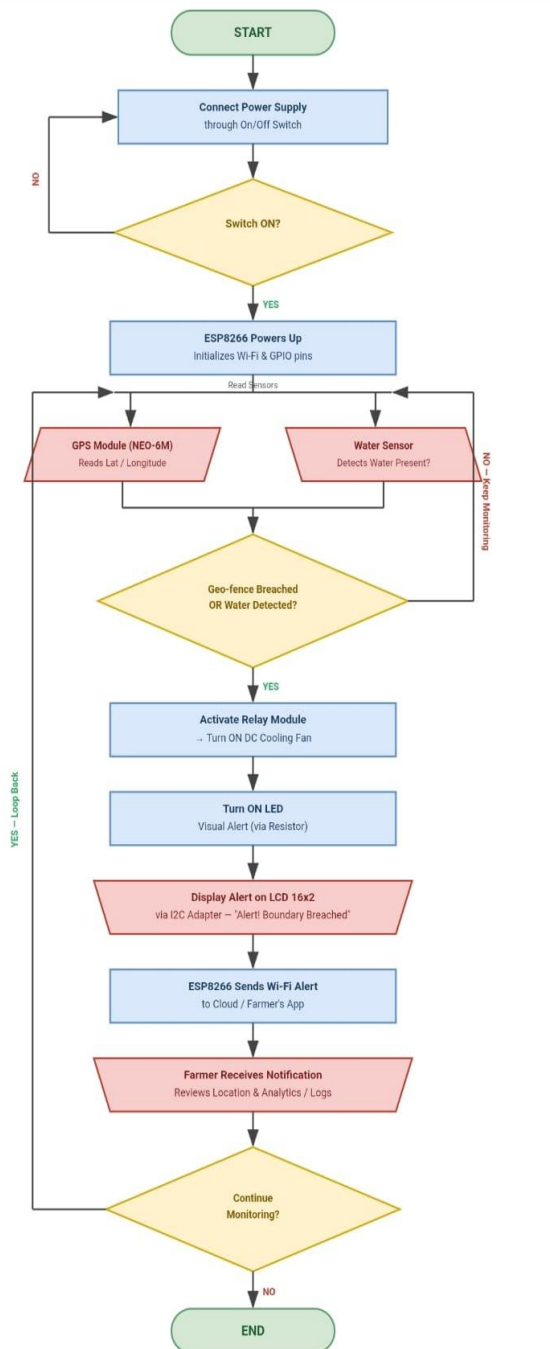 START
Connect Power Supply
through On/Off Switch
NO
Switch ON?
YES
ESP8266 Powers Up
Initializes Wi-Fi & GPIO pins
Read Sensors
GPS Module (NEO-6M)
Reads Lat / Longitude
Water Sensor
Detects Water Present?
NO — Keep Monitoring
Geo-fence Breached
OR Water Detected?
YES
Activate Relay Module
→ Turn ON DC Cooling Fan
Turn ON LED
Visual Alert (via Resistor)
YES — Loop Back
Display Alert on LCD 16x2
via I2C Adapter — "Alert! Boundary Breached"
ESP8266 Sends Wi-Fi Alert
to Cloud / Farmer's App
Farmer Receives Notification
Reviews Location & Analytics / Logs
Continue
Monitoring?
NO
END